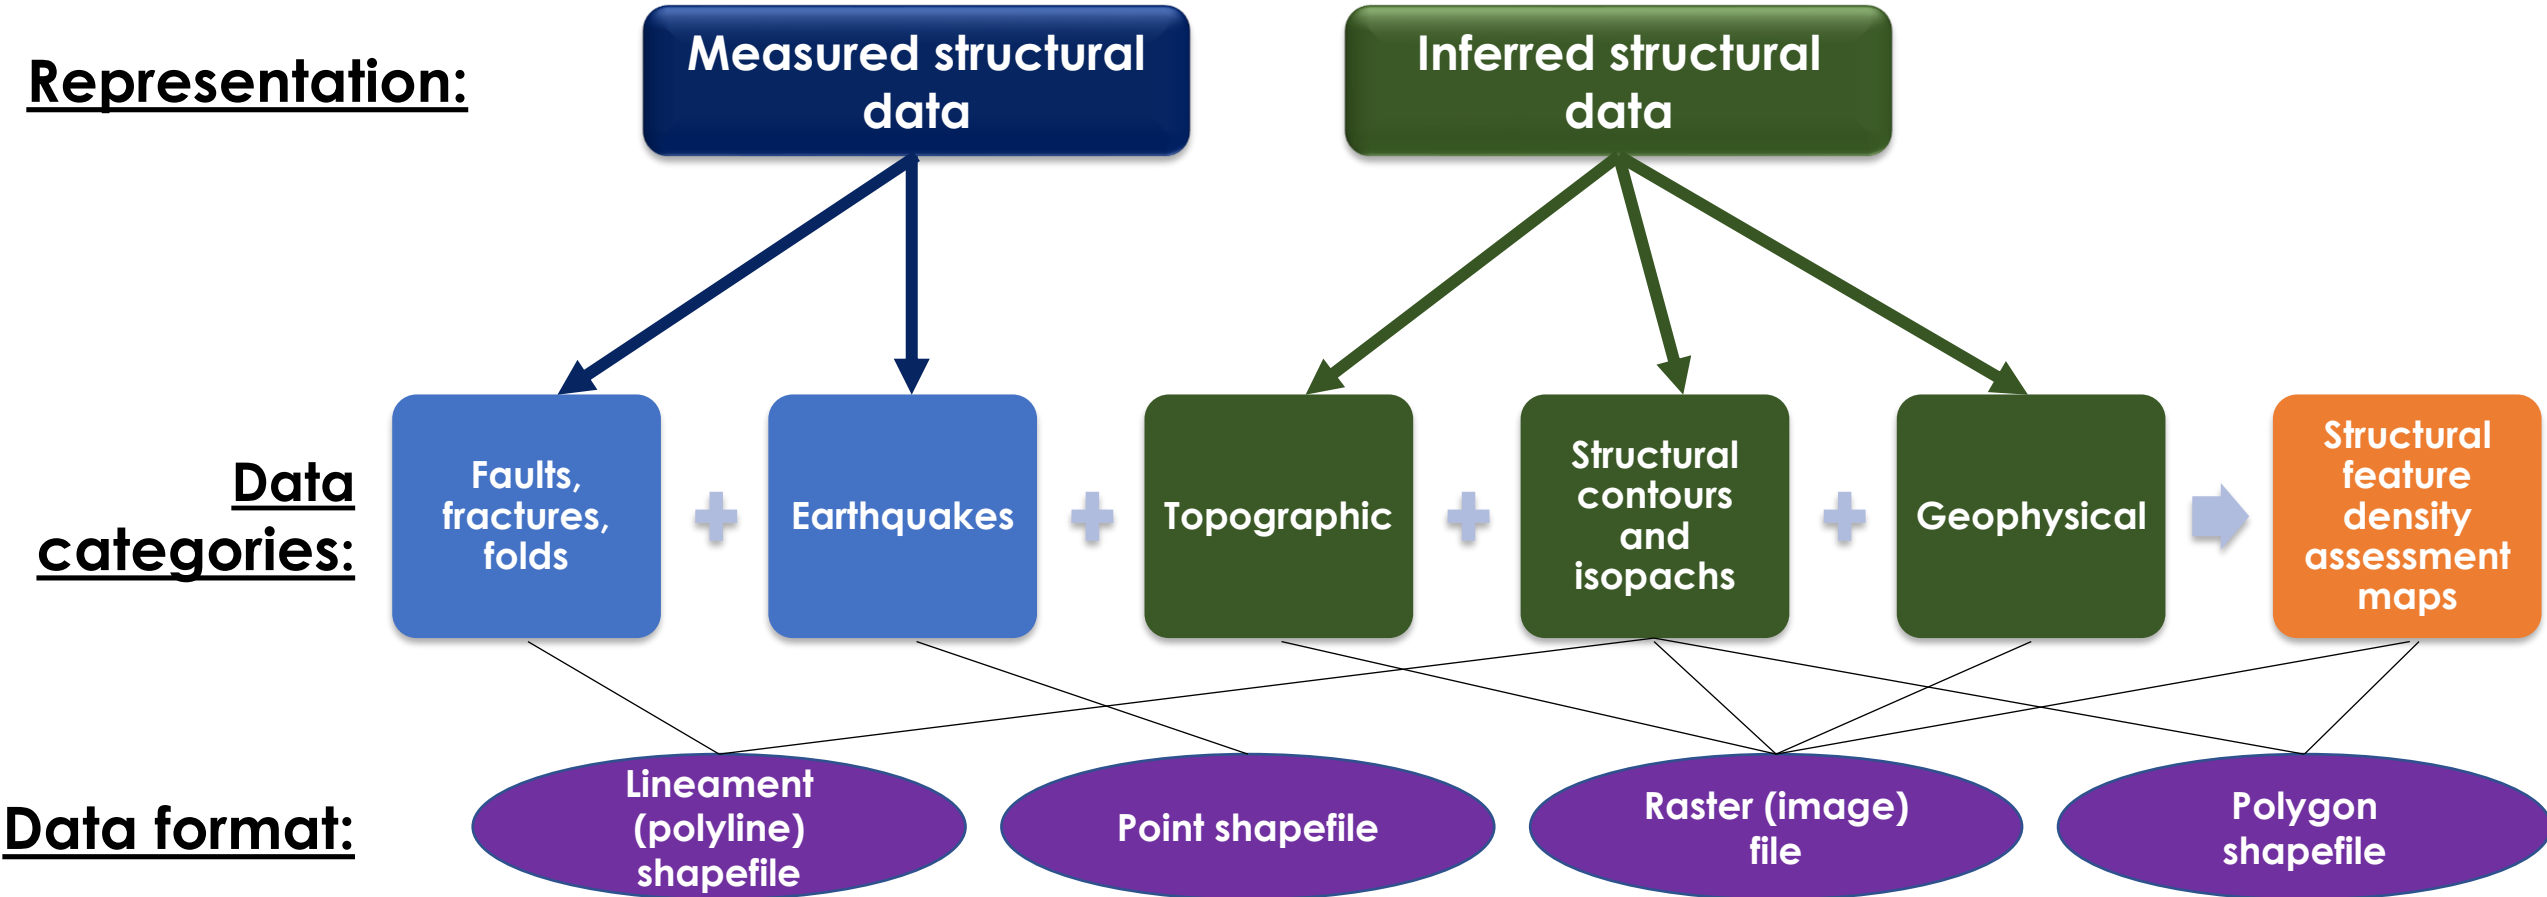 Representation:
Measured structural
data
Inferred structural
data
Data
categories:
Faults,
fractures,
folds
Earthquakes
Topographic
Structural
contours
and
isopachs
Geophysical
Structural
feature
density
assessment
maps
Data format:
Lineament
(polyline)
shapefile
Point shapefile
Raster (image)
file
Polygon
shapefile